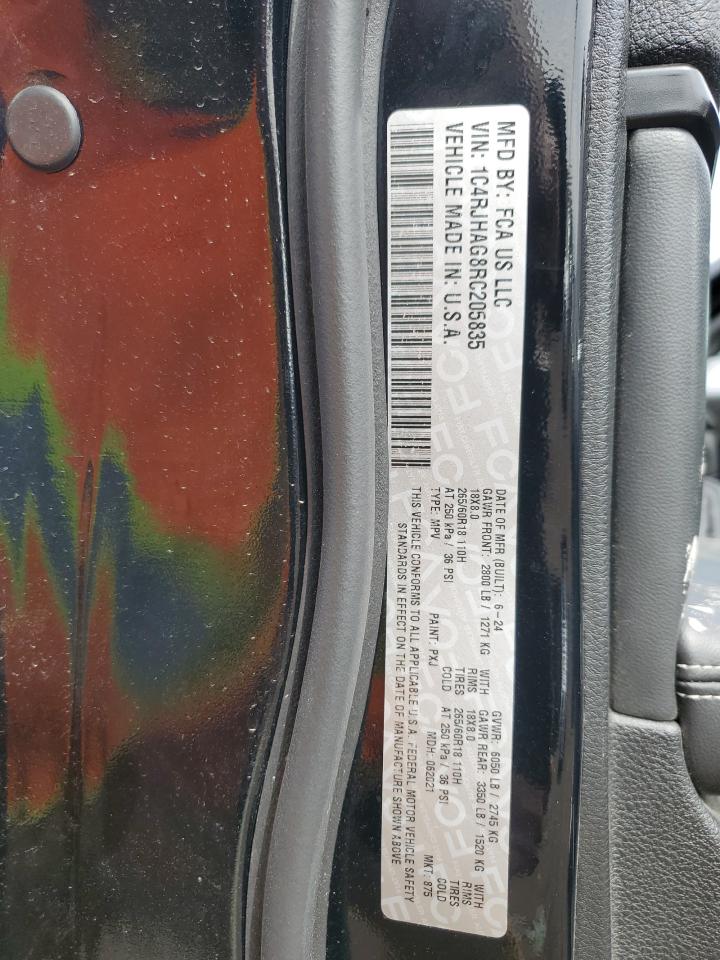 MFD BY: FCA US LLC
VIN: 1C4RJHAG8RC205835
VEHICLE MADE IN: U.S.A.
DATE OF MFR (BUILT): 6-24 GVWR: 6050 LB / 2745 KG
GAWR FRONT: 2800 LB / 1271 KG WITH GAWR REAR: 3350 LB / 1520 KG WITH
18X8.0 RIMS 18X8.0 RIMS
265/60R18 110H TIRES 265/60R18 110H TIRES
AT 250 kPa / 36 PSI COLD AT 250 kPa / 36 PSI COLD
TYPE: MPV PAINT: PXJ MDH: 062021 MKT: 875
THIS VEHICLE CONFORMS TO ALL APPLICABLE U.S.A. FEDERAL MOTOR VEHICLE SAFETY
STANDARDS IN EFFECT ON THE DATE OF MANUFACTURE SHOWN ABOVE